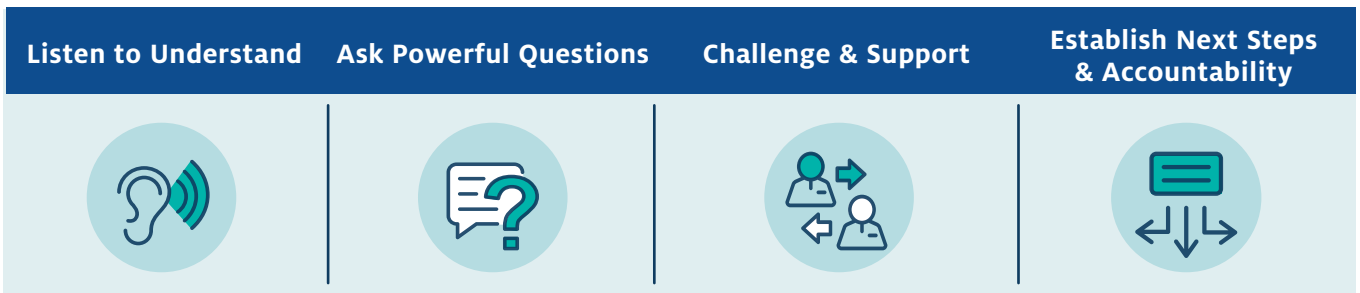 Listen to Understand
Ask Powerful Questions
Challenge & Support
Establish Next Steps
& Accountability